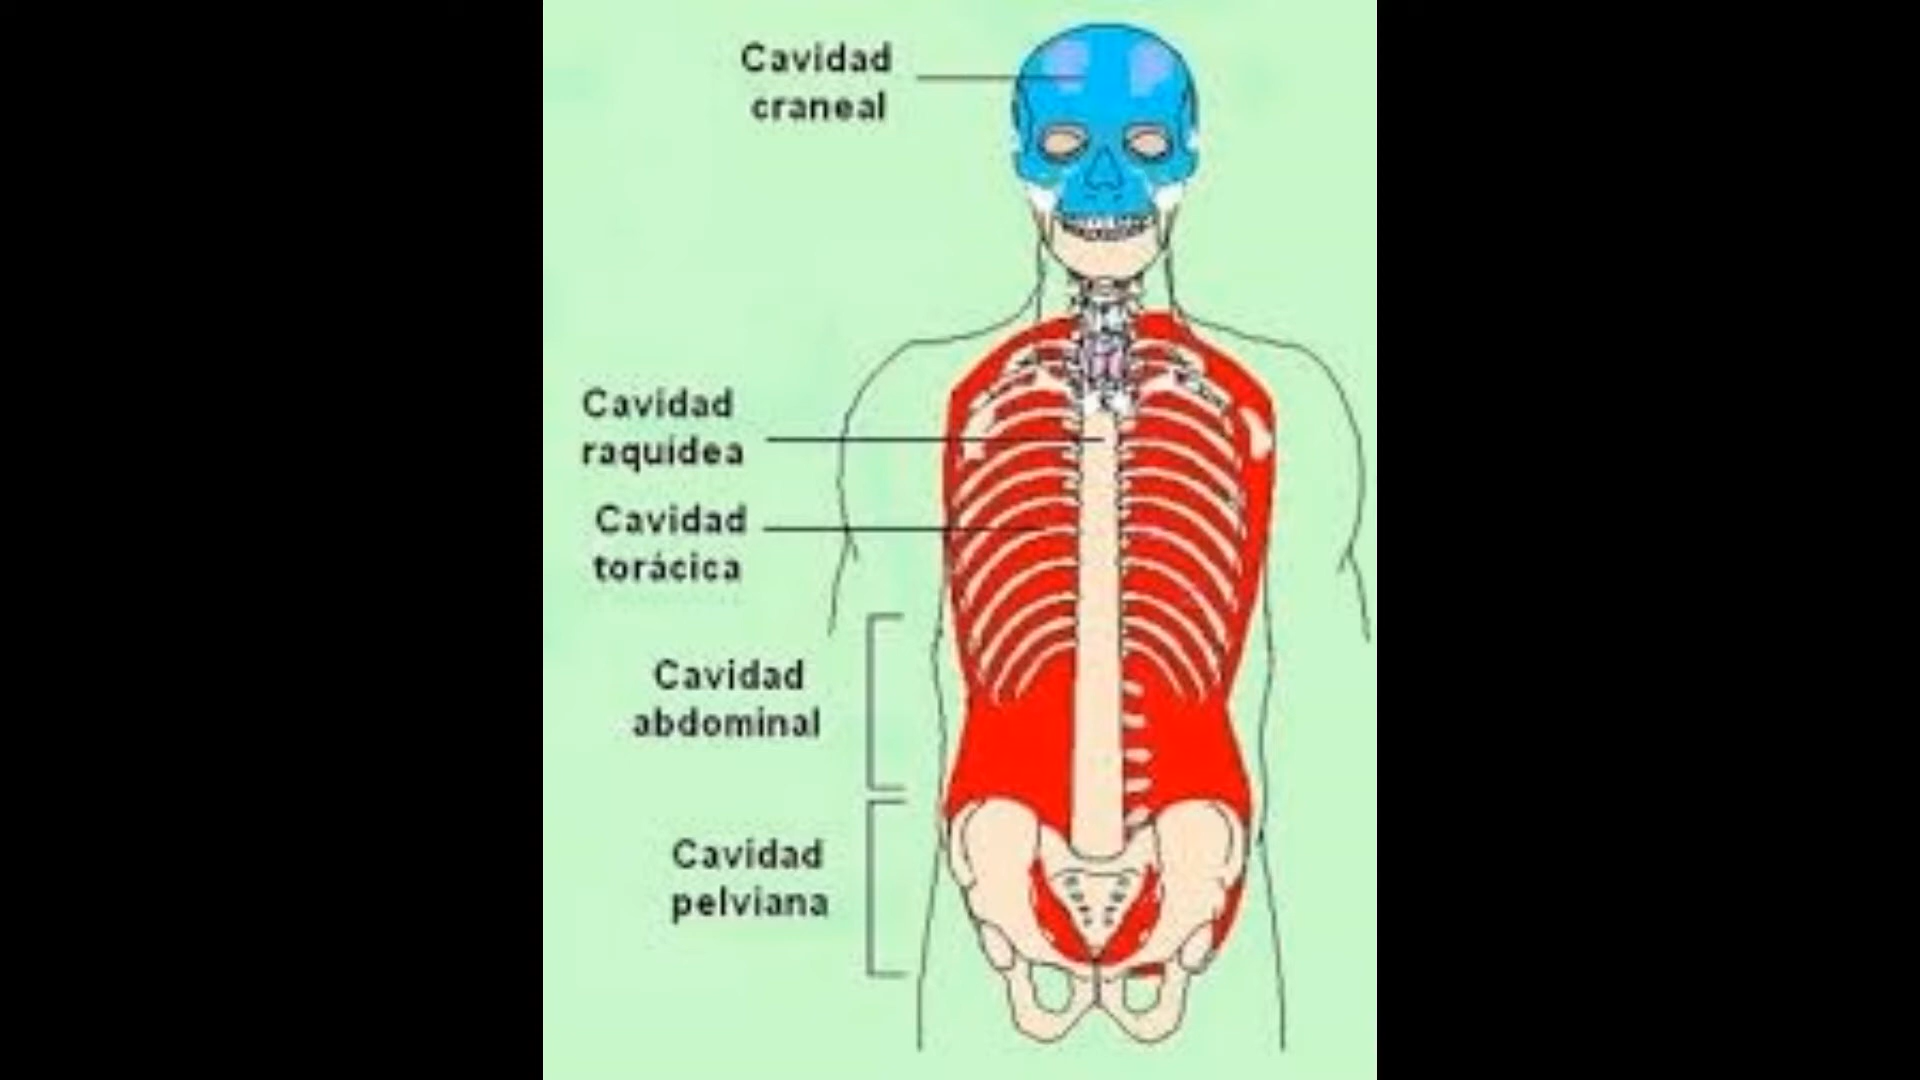 Cavidad
craneal
Cavidad
raquídea
Cavidad
torácica
Cavidad
abdominal
Cavidad
pelviana